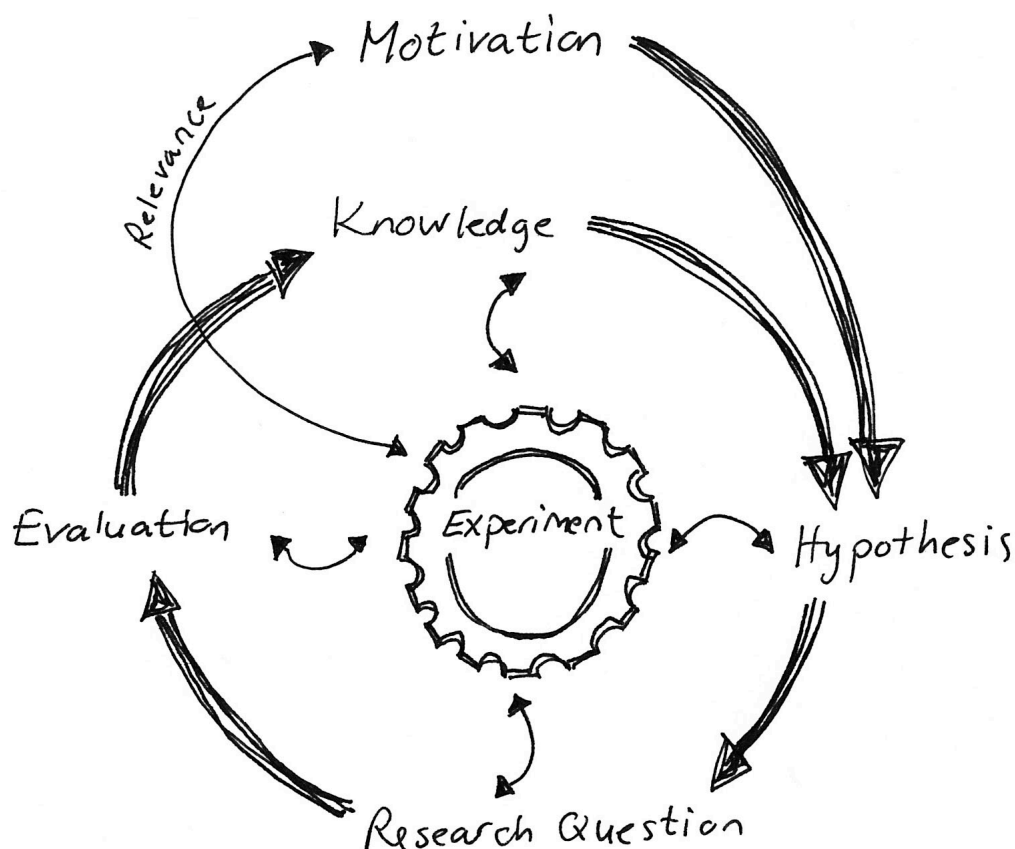 Motivation
Relevance
Knowledge
Evaluation
Experiment
Hypothesis
Research Question